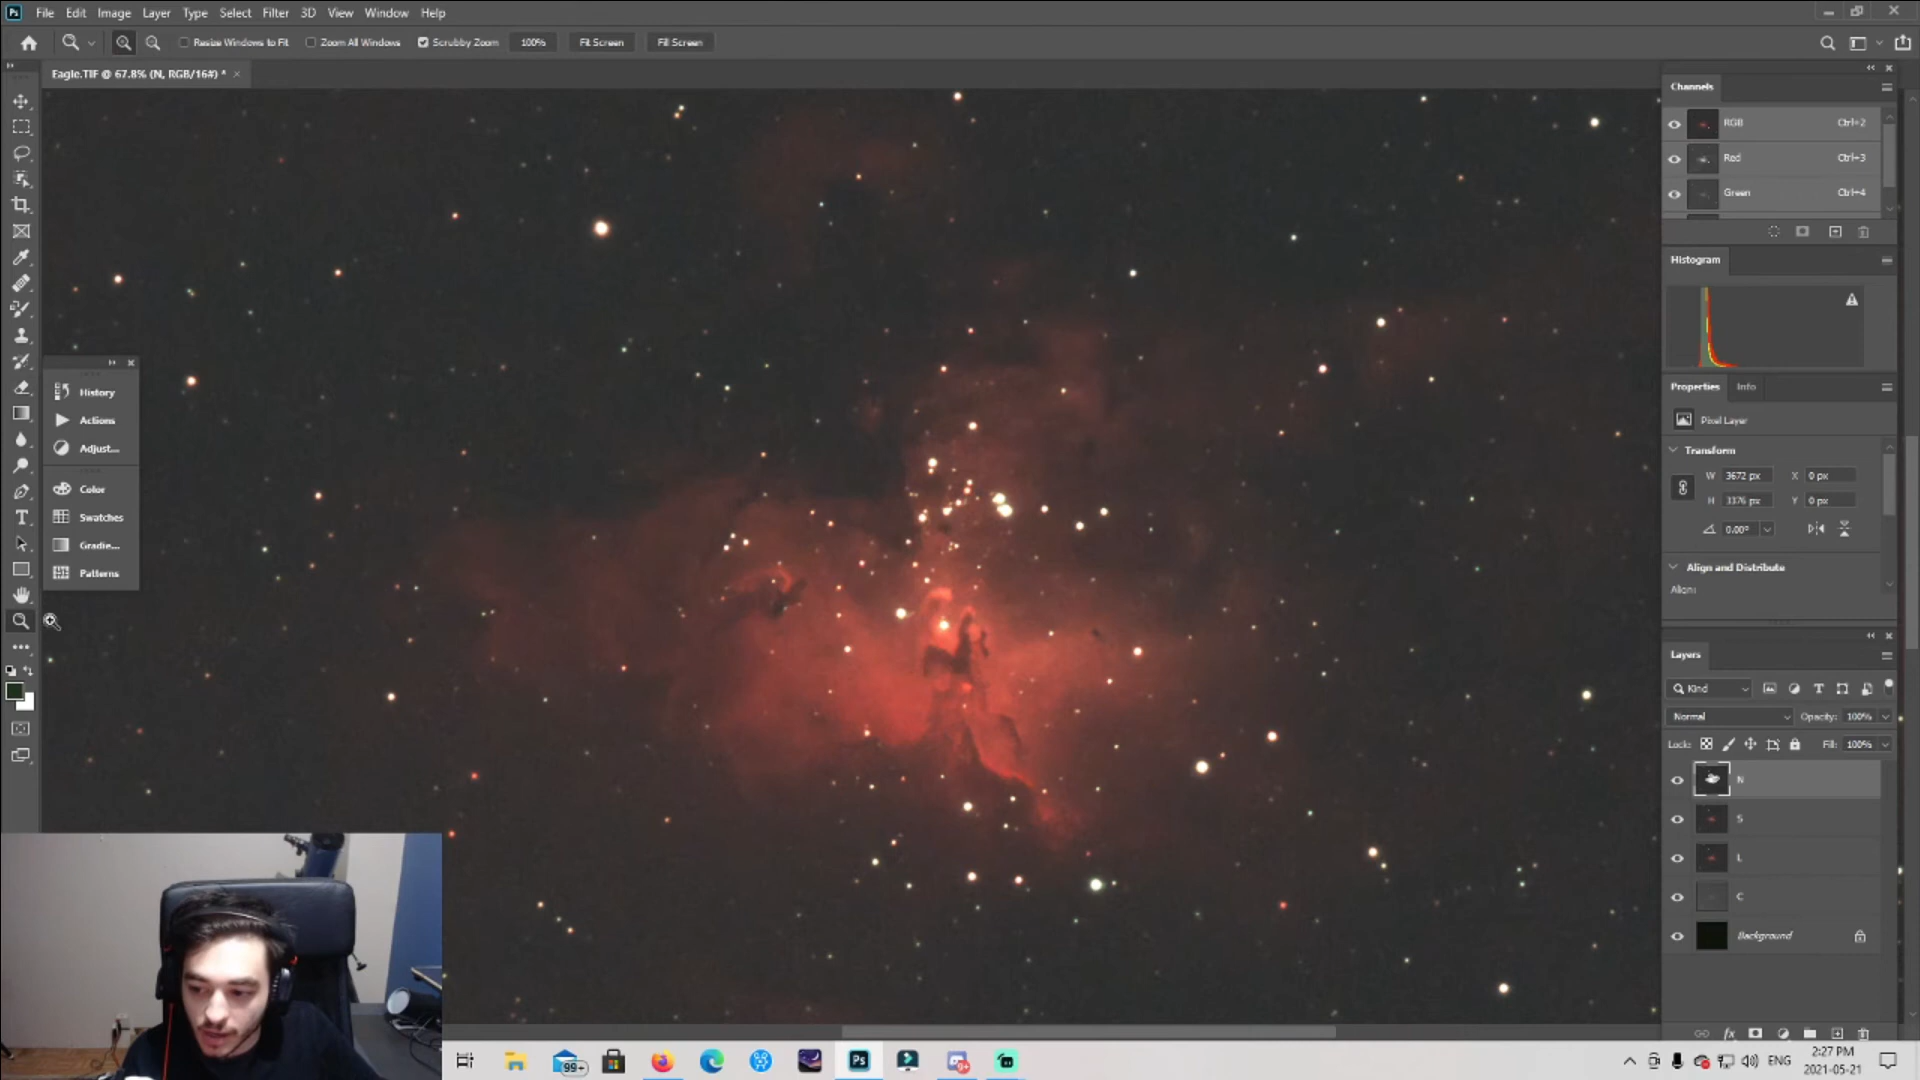 Ps File Edit Image Layer Type Select Filter 3D View Window Help
Resize Windows to Fit Zoom All Windows Scrubby Zoom 100% Fit Screen Fill Screen
Eagle.TIF @ 67.8% (N, RGB/16#) * ×
Channels
RGB Ctrl+2
Red Ctrl+3
Green Ctrl+4
Histogram
Properties Info
Pixel Layer
Transform
W 3672 px X 0 px
H 3376 px Y 0 px
0.00°
Align and Distribute
Align:
Layers
Kind
Normal Opacity: 100%
Lock: Fill: 100%
N
S
L
C
Background
fx
History
Actions
Adjust...
Color
Swatches
Gradie...
Patterns
99+
Ps
ENG
2:27 PM
2021-05-21